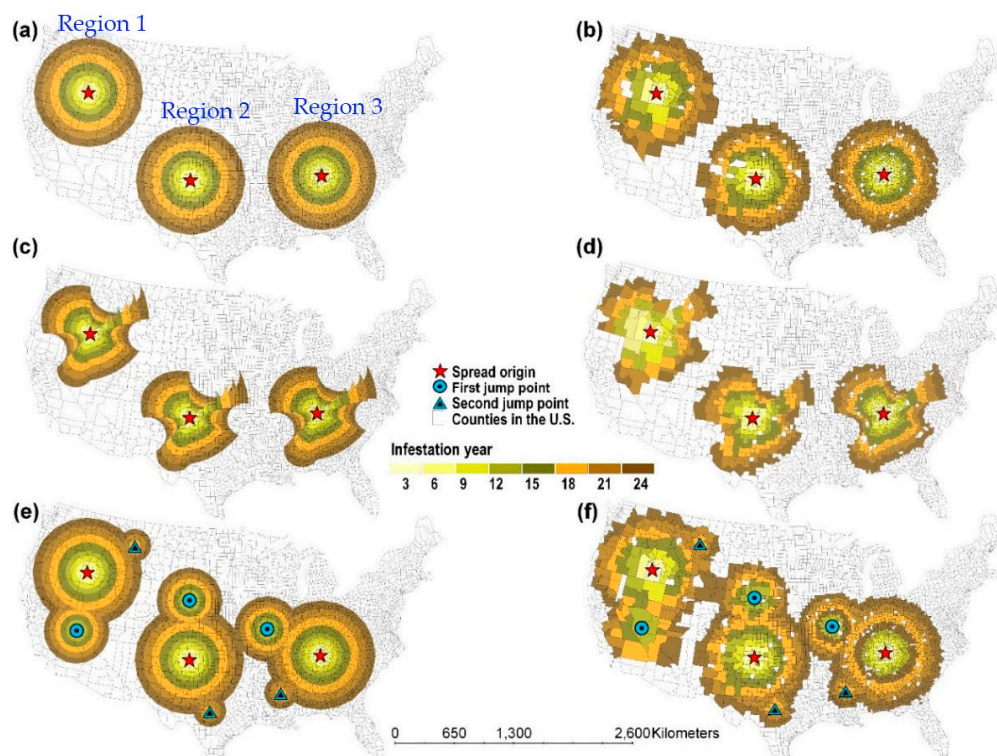 (a)
Region 1
Region 2
Region 3
(b)
(c)
(d)
Spread origin
First jump point
Second jump point
Counties in the U.S.
Infestation year
3 6 9 12 15 18 21 24
(e)
(f)
0 650 1,300 2,600 Kilometers